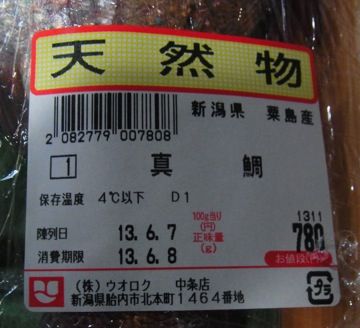 天然物
新潟県 粟島産
2 082779 007808
1 真鯛
保存温度 4℃以下 D1
1311
陳列日 13.6.7
100g当り(円)
正味量(g)
780
消費期限 13.6.8
お値段(円)
(株)ウオロク 中条店
新潟県胎内市北本町1464番地